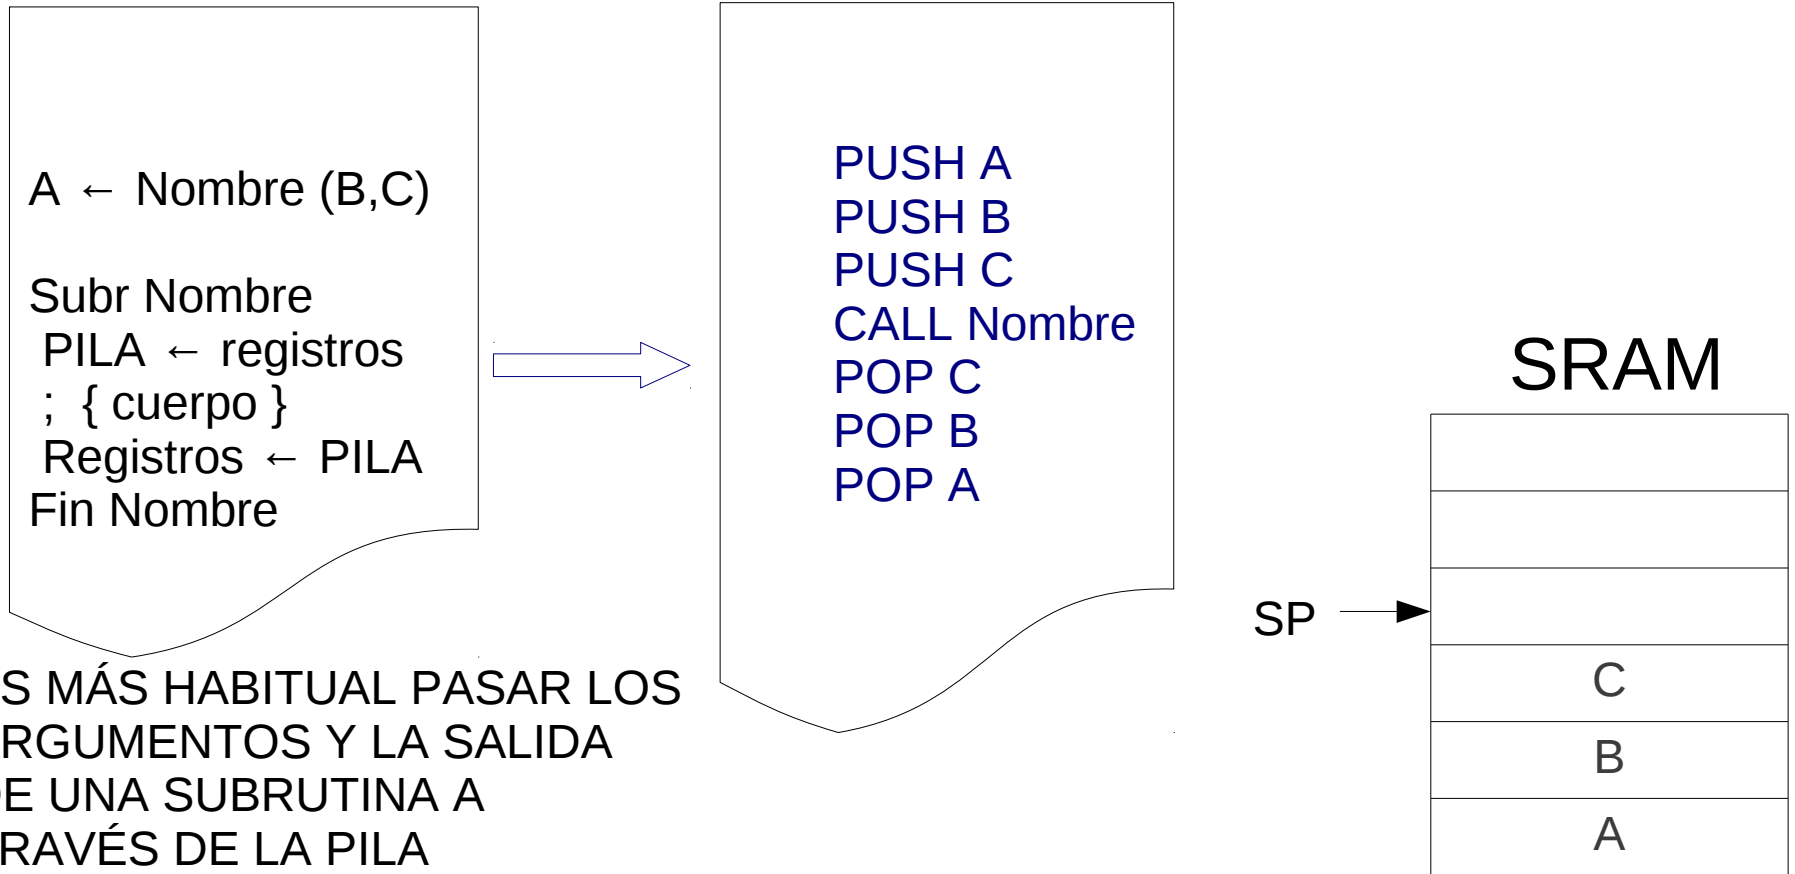 A ← Nombre (B,C)
Subr Nombre
PILA ← registros
; { cuerpo }
Registros ← PILA
Fin Nombre
PUSH A
PUSH B
PUSH C
CALL Nombre
POP C
POP B
POP A
SRAM
SP
C
B
A
S MÁS HABITUAL PASAR LOS
RGUMENTOS Y LA SALIDA
E UNA SUBRUTINA A
RAVÉS DE LA PILA